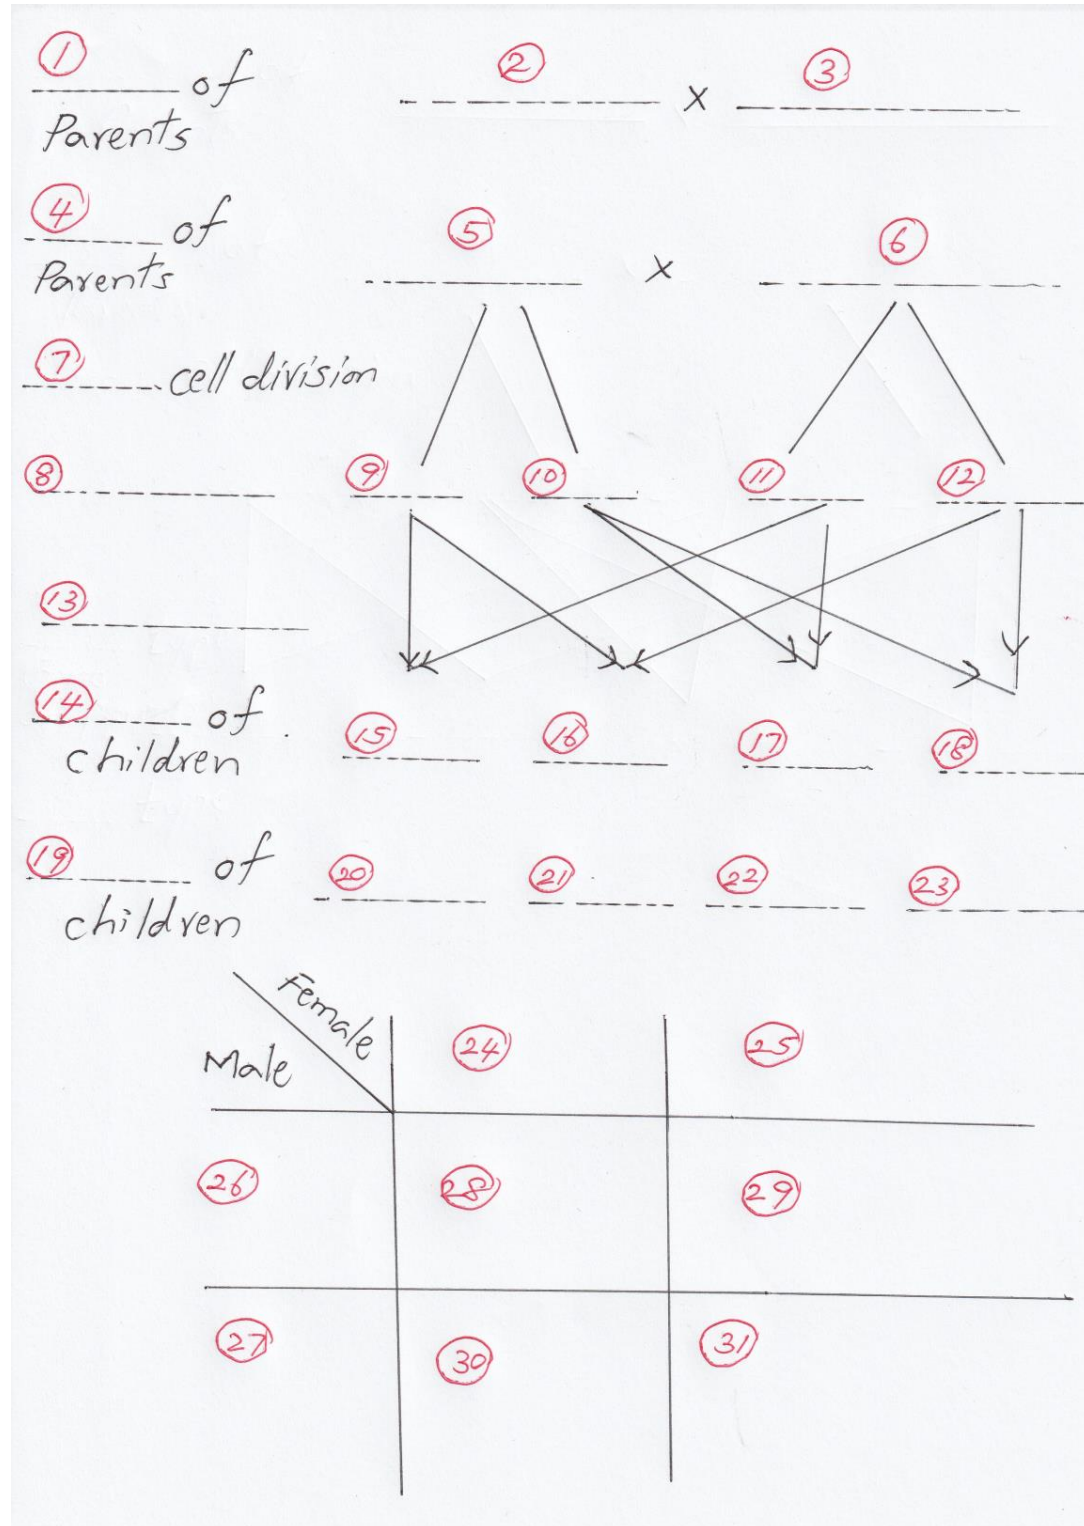 1 of 2 x 3
Parents
4 of 5 x 6
Parents
7 cell division
8 9 10 11 12
13
14 of 15 16 17 18
children
19 of 20 21 22 23
children
Female
Male 24 25
26 28 29
27 30 31